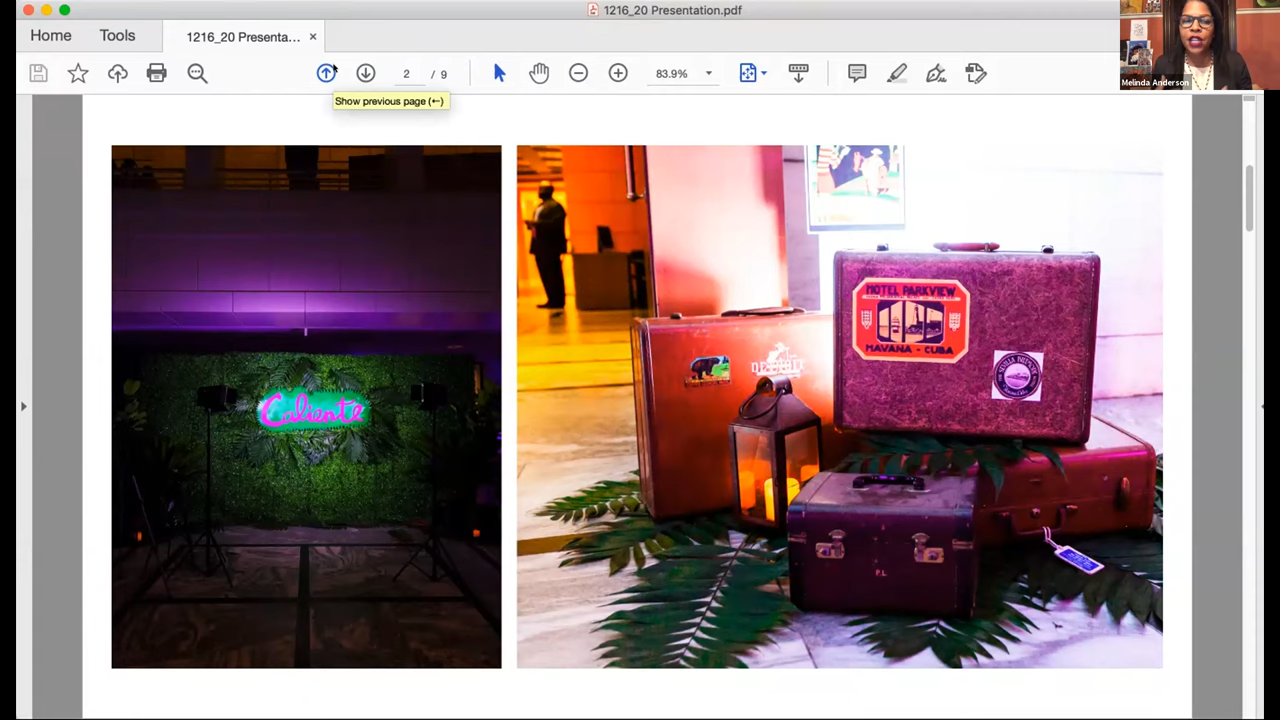 1216_20 Presentation.pdf
Home
Tools
1216_20 Presenta...
2 / 9
83.9%
Show previous page (←)
Melinda Anderson
Caliente
HOTEL PARKVIEW
HAVANA - CUBA
DETROIT
P.L.